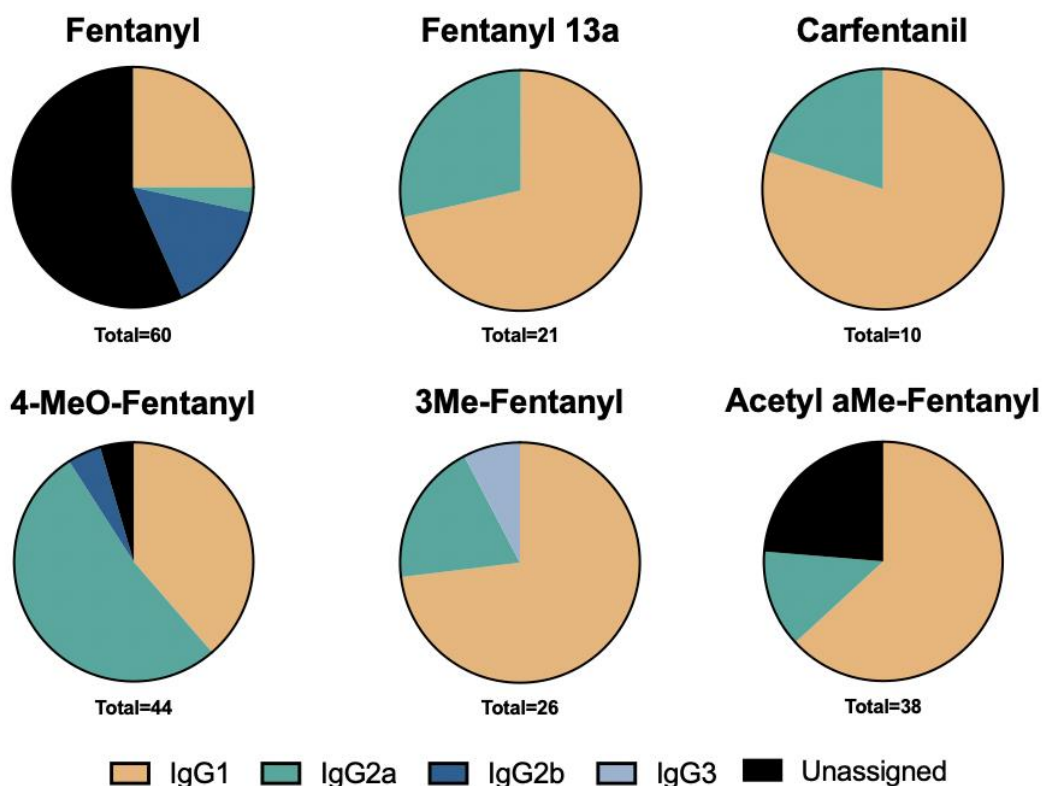 Fentanyl
Fentanyl 13a
Carfentanil
Total=60
Total=21
Total=10
4-MeO-Fentanyl
3Me-Fentanyl
Acetyl aMe-Fentanyl
Total=44
Total=26
Total=38
IgG1 IgG2a IgG2b IgG3 Unassigned